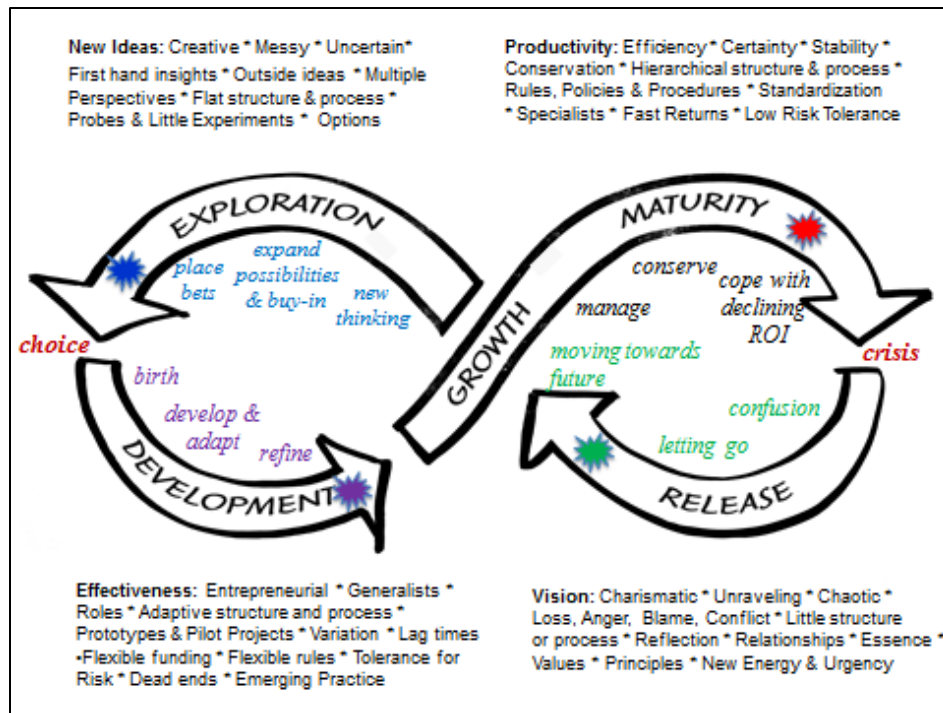 New Ideas: Creative * Messy * Uncertain*
First hand insights * Outside ideas * Multiple
Perspectives * Flat structure & process *
Probes & Little Experiments * Options
Productivity: Efficiency * Certainty * Stability *
Conservation * Hierarchical structure & process *
Rules, Policies & Procedures * Standardization
* Specialists * Fast Returns * Low Risk Tolerance
EXPLORATION
place
bets
expand
possibilities
& buy-in
new
thinking
choice
birth
develop &
adapt
refine
DEVELOPMENT
GROWTH
MATURITY
manage
conserve
cope with
declining
ROI
crisis
confusion
letting go
moving towards
future
RELEASE
Effectiveness: Entrepreneurial * Generalists *
Roles * Adaptive structure and process *
Prototypes & Pilot Projects * Variation * Lag times
•Flexible funding * Flexible rules * Tolerance for
Risk * Dead ends * Emerging Practice
Vision: Charismatic * Unraveling * Chaotic *
Loss, Anger, Blame, Conflict * Little structure
or process * Reflection * Relationships * Essence *
Values * Principles * New Energy & Urgency